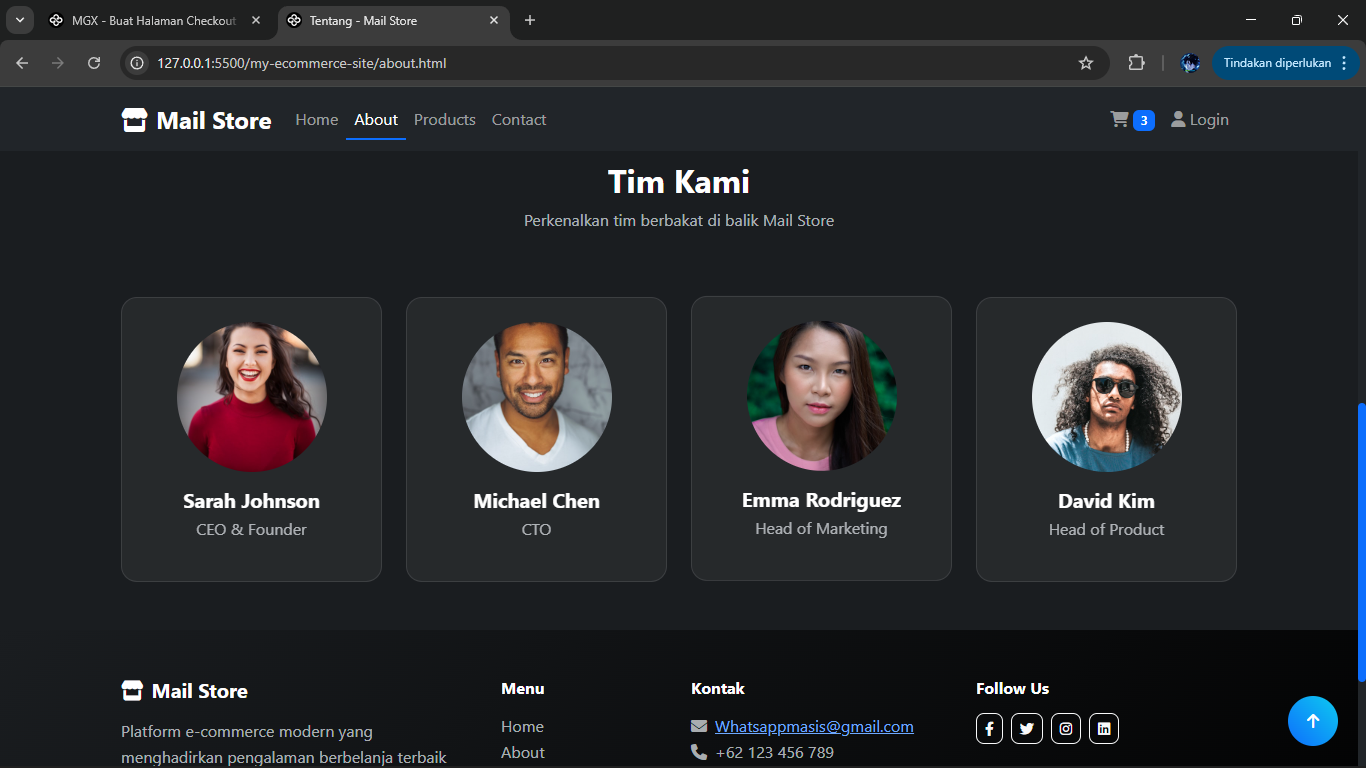 MGX - Buat Halaman Checkout
Tentang - Mail Store
127.0.0.1:5500/my-ecommerce-site/about.html
Tindakan diperlukan
Mail Store
Home
About
Products
Contact
3
Login
Tim Kami
Perkenalkan tim berbakat di balik Mail Store
Sarah Johnson
CEO & Founder
Michael Chen
CTO
Emma Rodriguez
Head of Marketing
David Kim
Head of Product
Mail Store
Platform e-commerce modern yang
menghadirkan pengalaman berbelanja terbaik
Menu
Home
About
Kontak
Whatsappmasis@gmail.com
+62 123 456 789
Follow Us